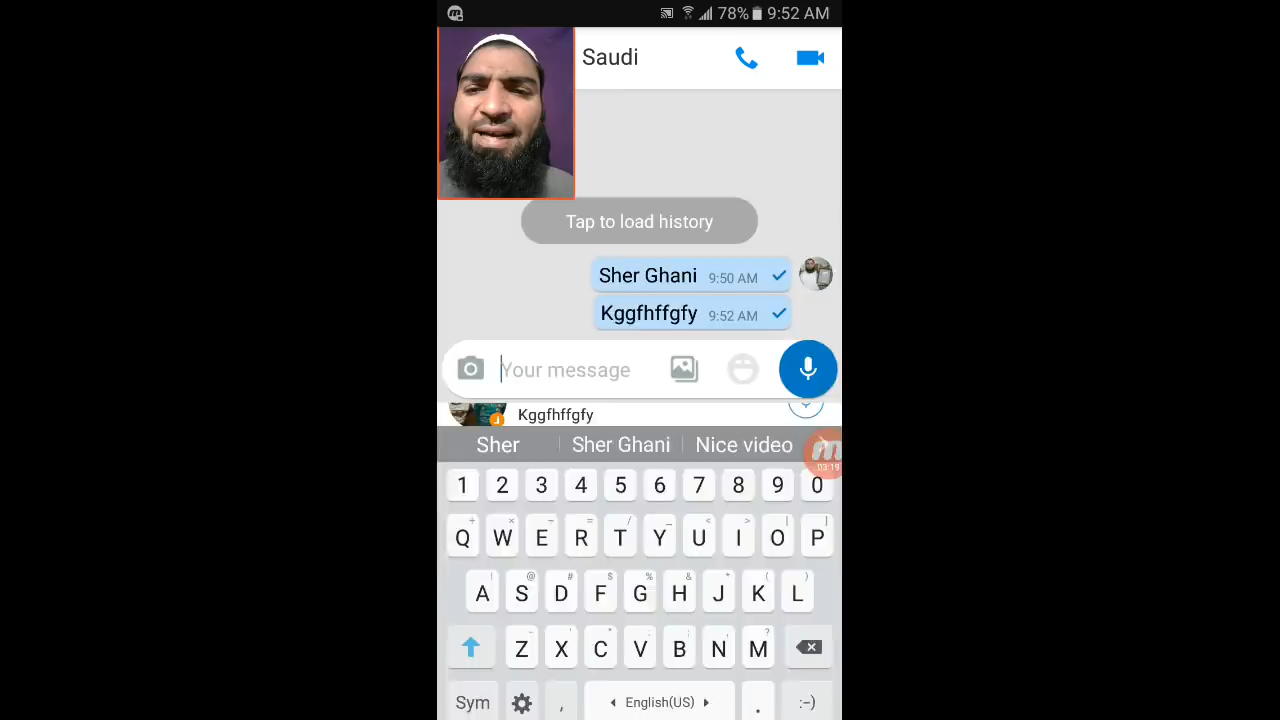 78% 9:52 AM
Saudi
Tap to load history
Sher Ghani 9:50 AM
Kggfhffgfy 9:52 AM
Your message
Kggfhffgfy
Sher Sher Ghani Nice video
03:19
1 2 3 4 5 6 7 8 9 0
Q W E R T Y U I O P
A S D F G H J K L
Z X C V B N M
Sym , English(US) . :-)